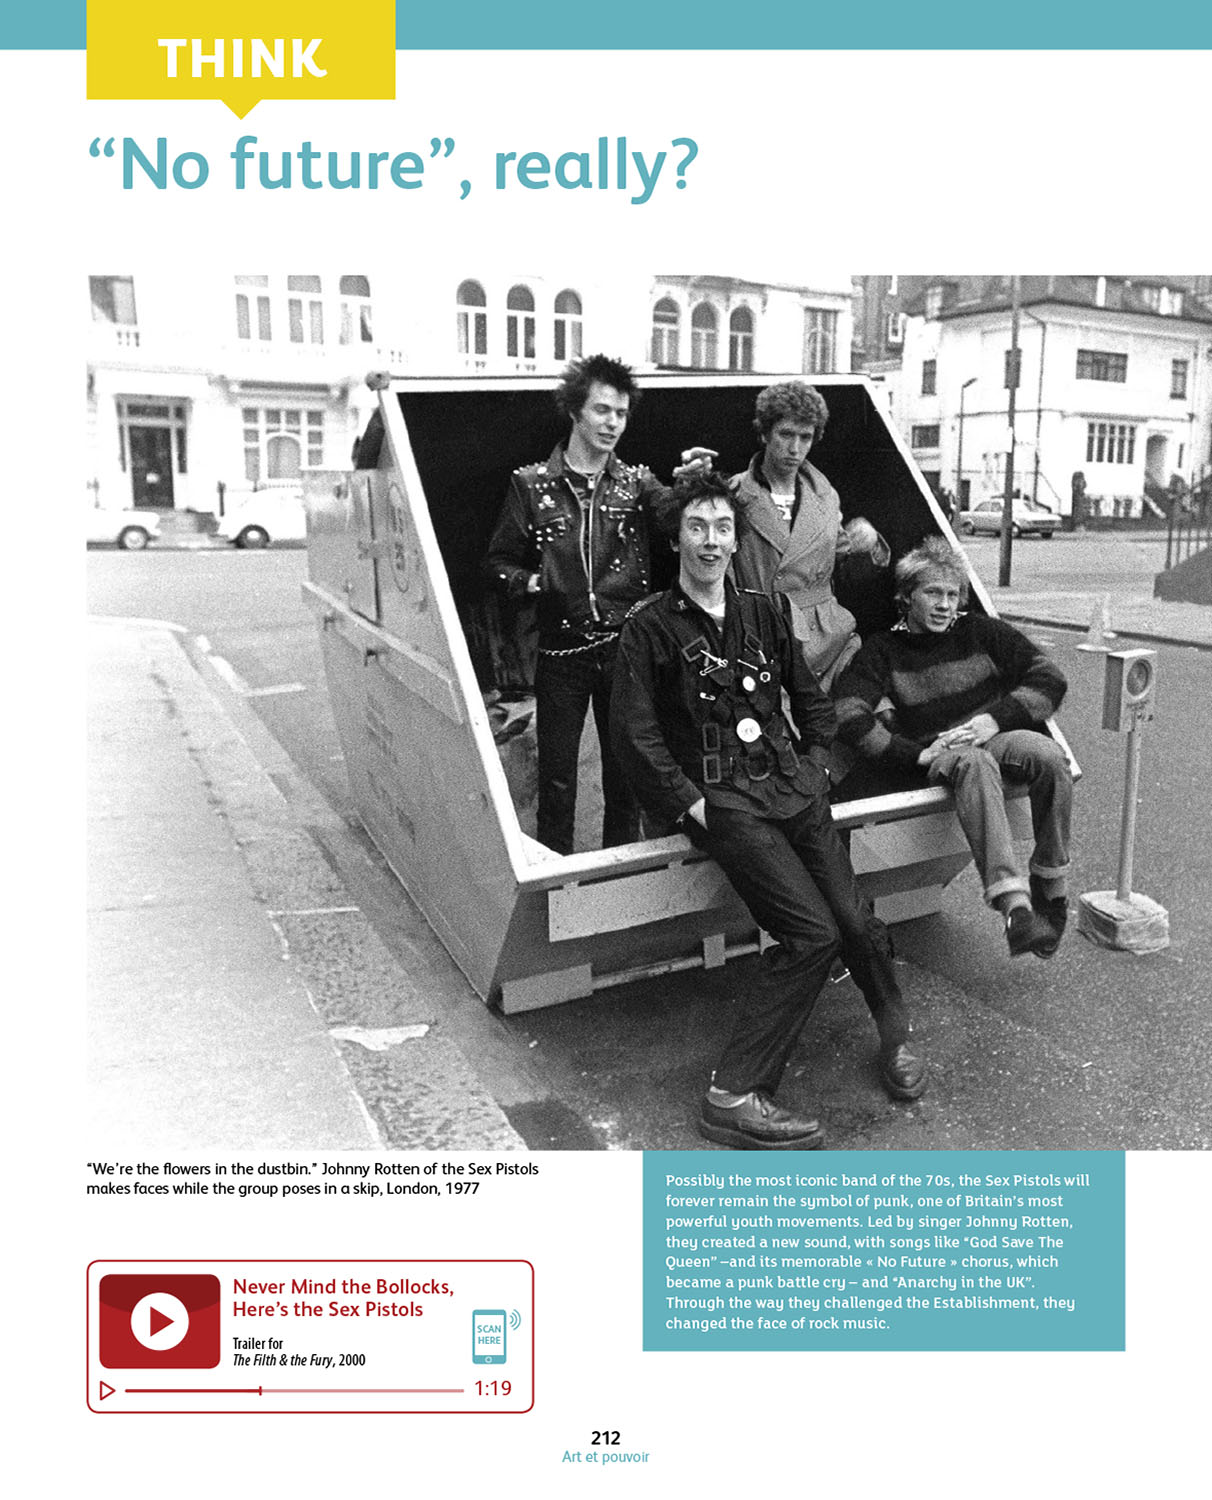 THINK
“No future”, really?
“We’re the flowers in the dustbin.” Johnny Rotten of the Sex Pistols
makes faces while the group poses in a skip, London, 1977
Possibly the most iconic band of the 70s, the Sex Pistols will
forever remain the symbol of punk, one of Britain’s most
powerful youth movements. Led by singer Johnny Rotten,
they created a new sound, with songs like “God Save The
Queen” –and its memorable « No Future » chorus, which
became a punk battle cry – and “Anarchy in the UK”.
Through the way they challenged the Establishment, they
changed the face of rock music.
Never Mind the Bollocks,
Here’s the Sex Pistols
Trailer for
The Filth & the Fury, 2000
SCAN
HERE
1:19
212
Art et pouvoir